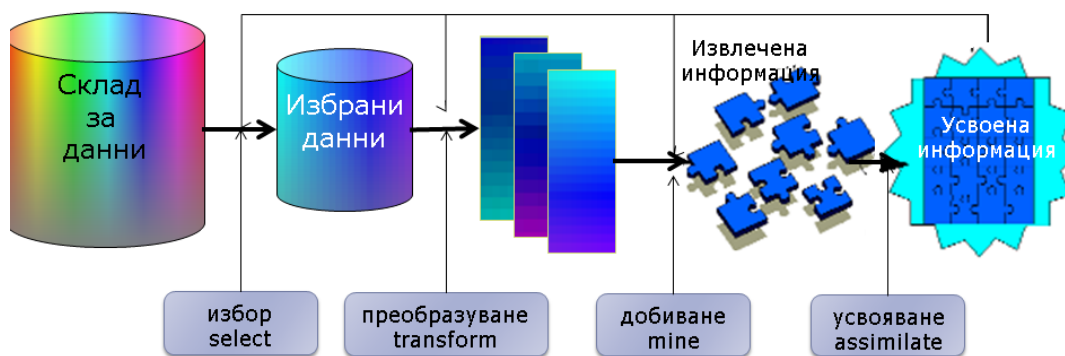 Склад
за
данни
Избрани
данни
Извлечена
информация
Усвоена
информация
избор
select
преобразуване
transform
добиване
mine
усвояване
assimilate